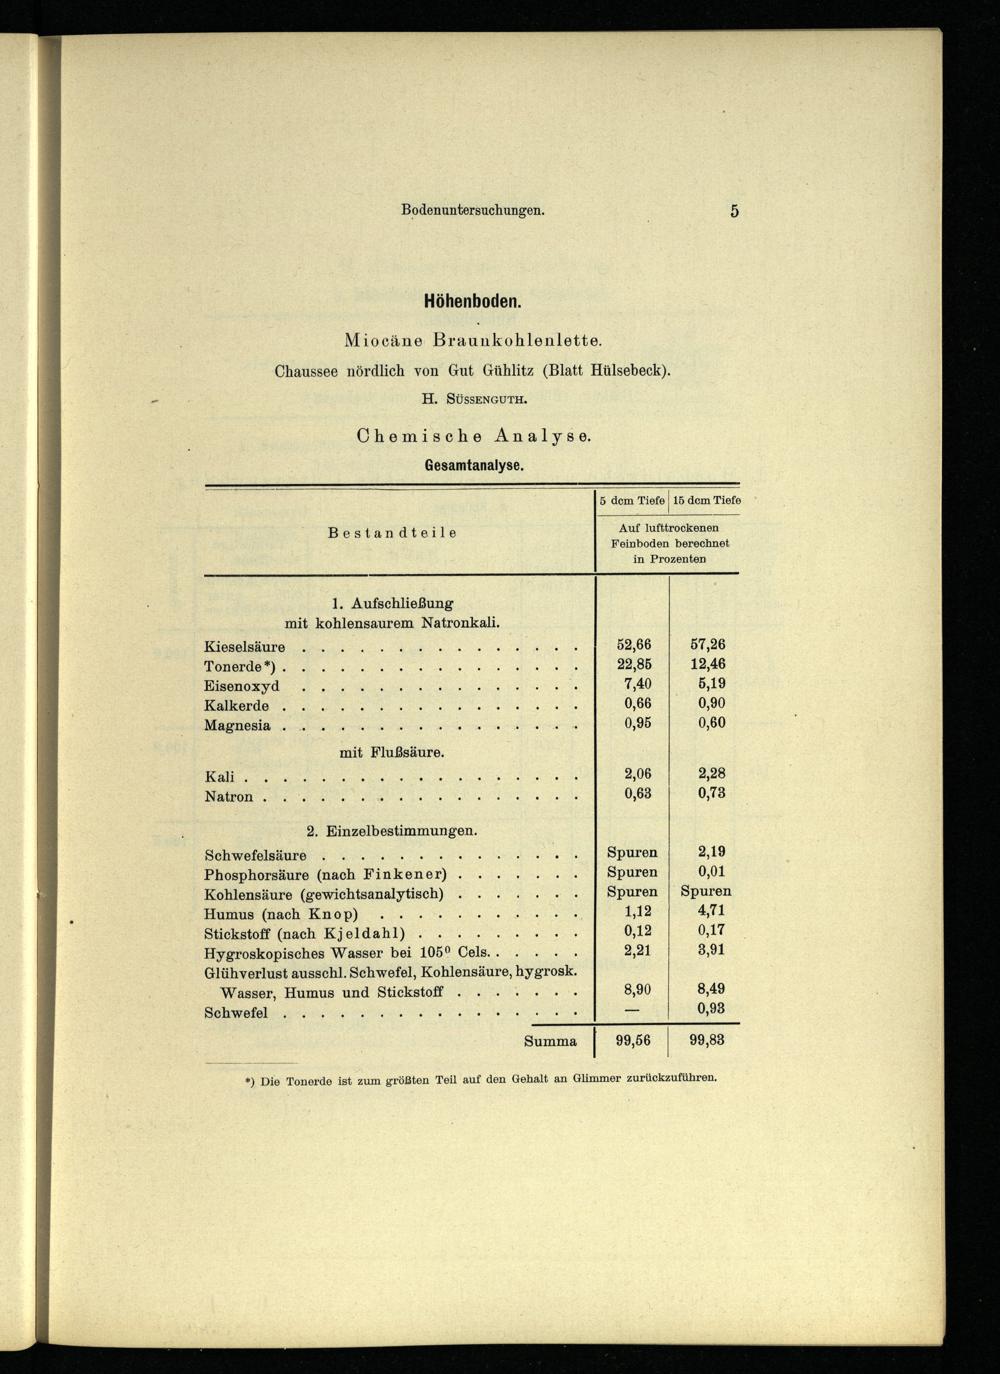 Bodenuntersuchungen. 5
Höhenboden.
Miocäne Braunkohlenlette.
Chaussee nördlich von Gut Gühlitz (Blatt Hülsebeck).
H. SÜSSENGUTH.
Chemische Analyse.
Gesamtanalyse.
Bestandteile
5 dcm Tiefe 15 dcm Tiefe
Auf lufttrockenen
Feinboden berechnet
in Prozenten
1. Aufschließung
mit kohlensaurem Natronkali.
Kieselsäure . . . . . . . . . . . . . . . 52,66 57,26
Tonerde*) . . . . . . . . . . . . . . . . 22,85 12,46
Eisenoxyd . . . . . . . . . . . . . . . 7,40 5,19
Kalkerde . . . . . . . . . . . . . . . . 0,66 0,90
Magnesia . . . . . . . . . . . . . . . . 0,95 0,60
mit Flußsäure.
Kali . . . . . . . . . . . . . . . . . . 2,06 2,28
Natron . . . . . . . . . . . . . . . . . 0,63 0,73
2. Einzelbestimmungen.
Schwefelsäure . . . . . . . . . . . . . . Spuren 2,19
Phosphorsäure (nach Finkener) . . . . . . . Spuren 0,01
Kohlensäure (gewichtsanalytisch) . . . . . . . Spuren Spuren
Humus (nach Knop) . . . . . . . . . . . 1,12 4,71
Stickstoff (nach Kjeldahl) . . . . . . . . . 0,12 0,17
Hygroskopisches Wasser bei 105° Cels. . . . . . 2,21 3,91
Glühverlust ausschl. Schwefel, Kohlensäure, hygrosk.
Wasser, Humus und Stickstoff . . . . . . . 8,90 8,49
Schwefel . . . . . . . . . . . . . . . . — 0,93
Summa 99,56 99,83
*) Die Tonerde ist zum größten Teil auf den Gehalt an Glimmer zurückzuführen.